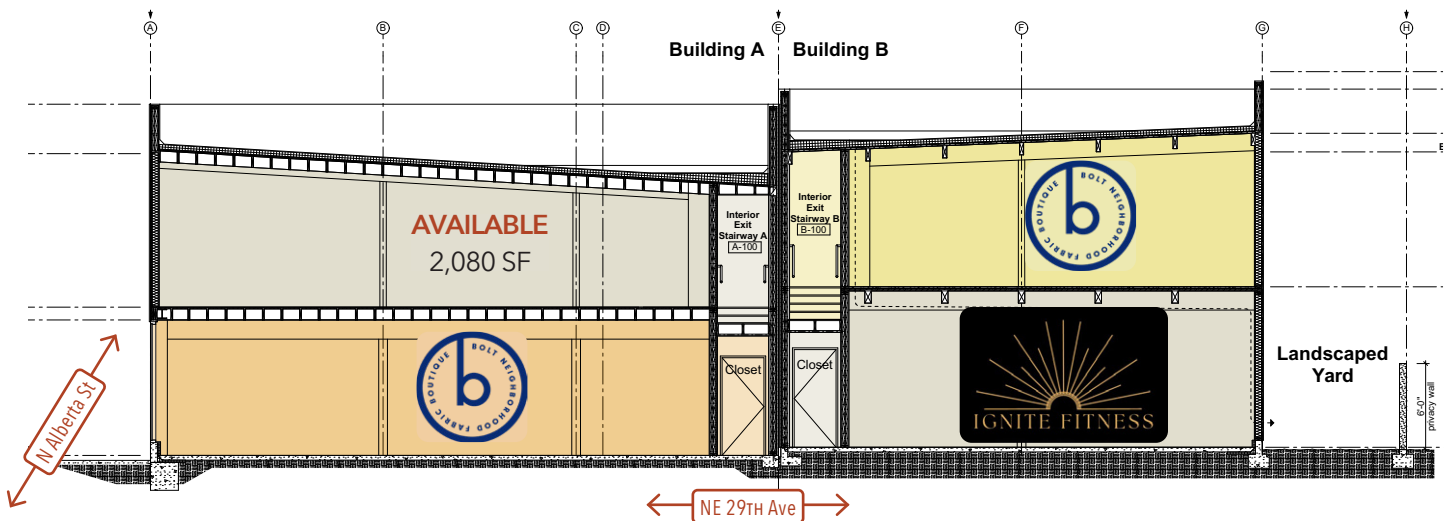 A
B
C
D
E
F
G
H
Building A
Building B
AVAILABLE
2,080 SF
Interior
Exit
Stairway A
A-100
Interior
Exit
Stairway B
B-100
BOLT NEIGHBORHOOD FABRIC BOUTIQUE
b
BOLT NEIGHBORHOOD FABRIC BOUTIQUE
b
Closet
Closet
IGNITE FITNESS
Landscaped
Yard
6'-0"
privacy wall
N Alberta St
NE 29TH Ave